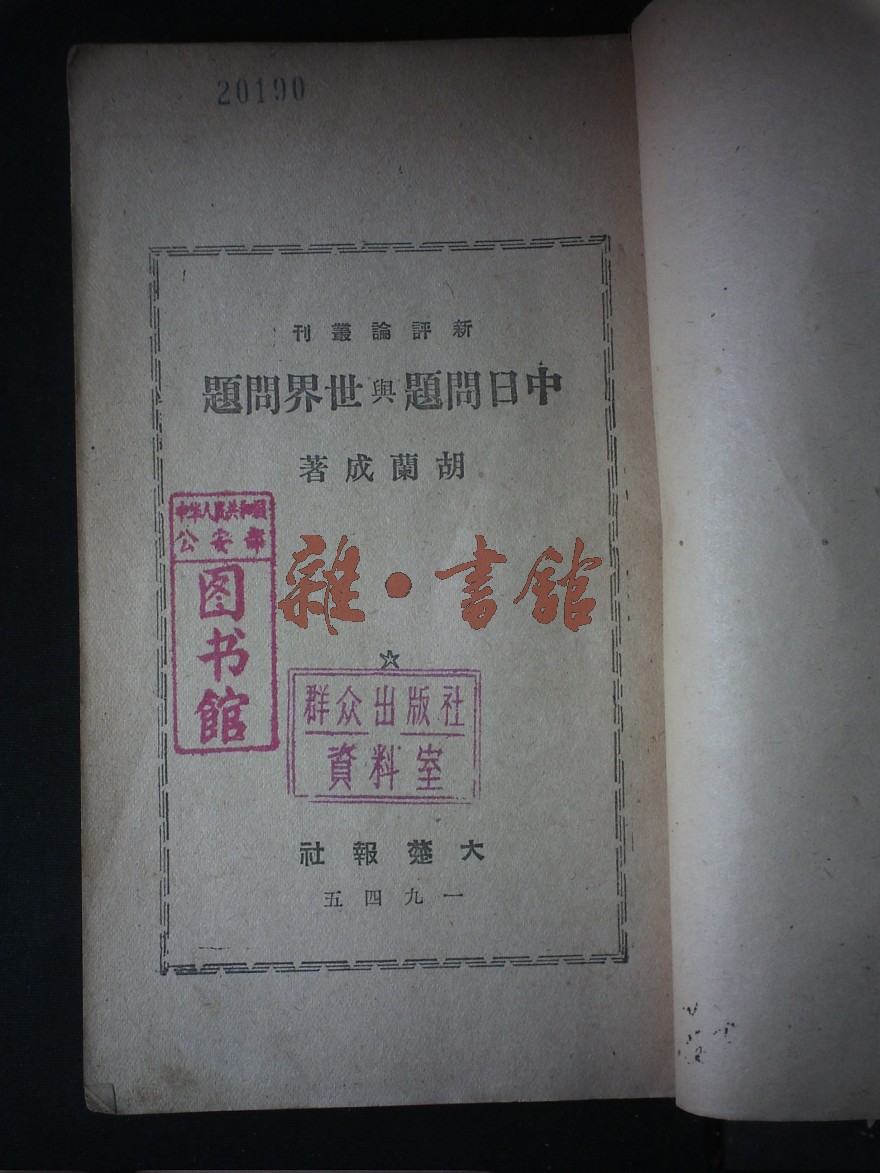 20190
新評論叢刊
中日問題與世界問題
胡蘭成著
中华人民共和國
公安部
图书館
雜·書館
群众出版社
資料室
大楚報社
一九四五